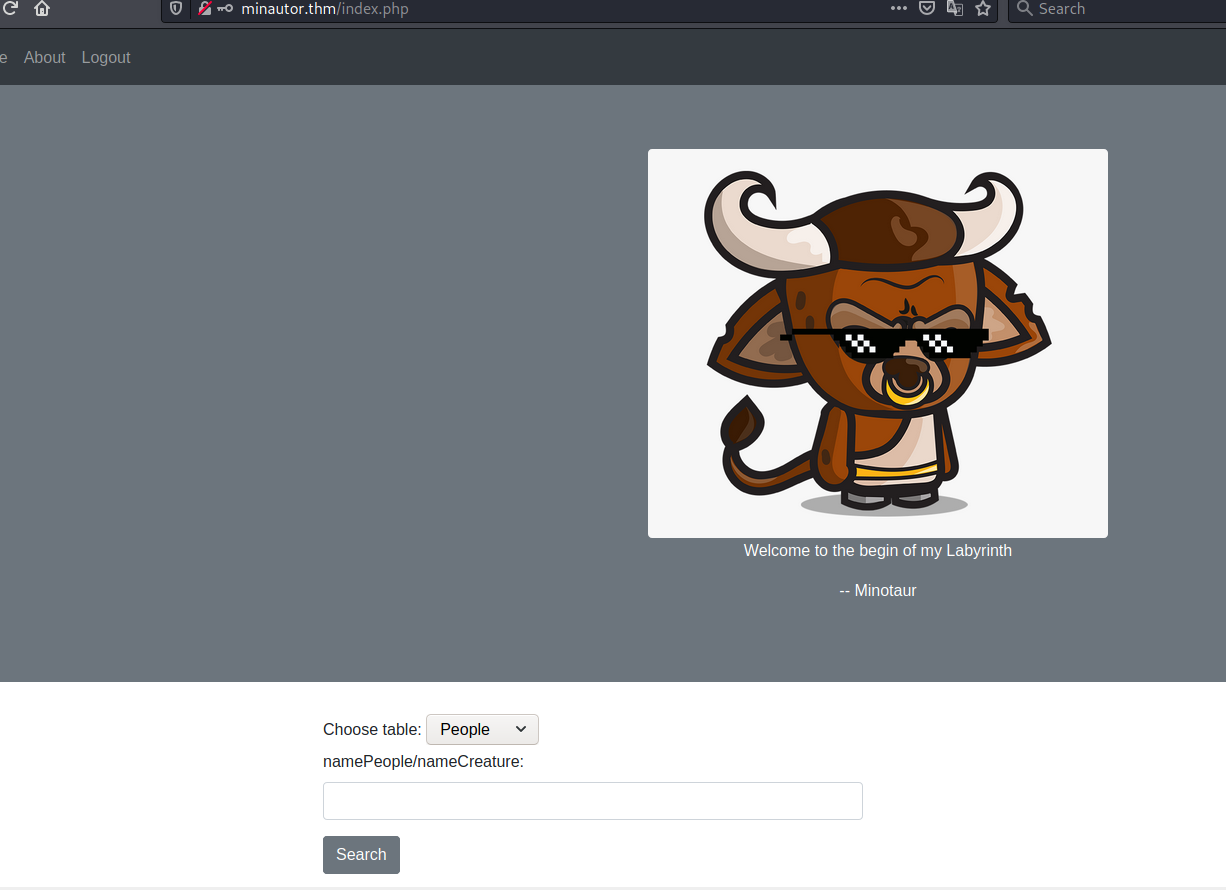 minautor.thm/index.php
Search
e About Logout
Welcome to the begin of my Labyrinth
-- Minotaur
Choose table: People
namePeople/nameCreature:
Search